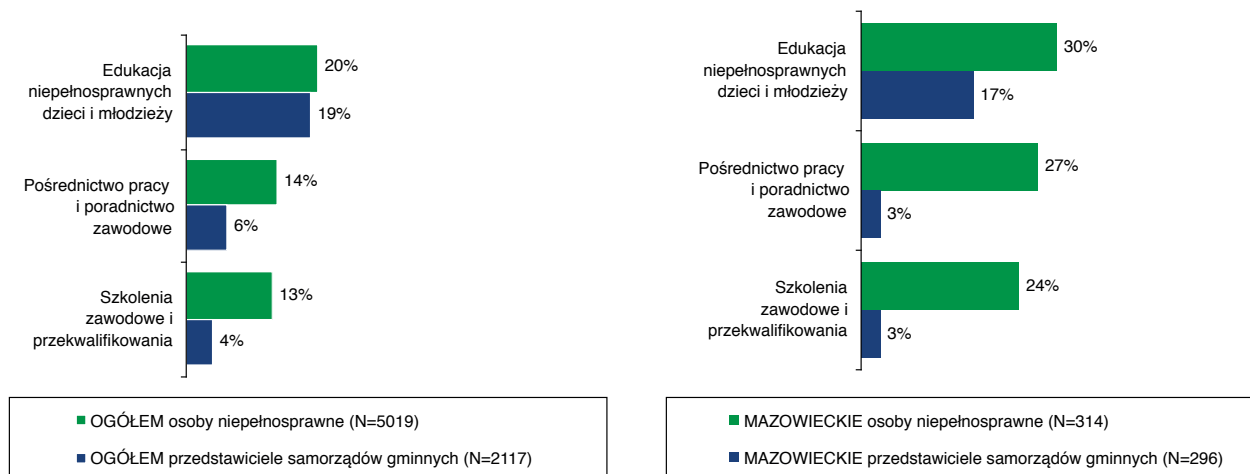 Edukacja
niepełnosprawnych
dzieci i młodzieży
20%
19%
Pośrednictwo pracy
i poradnictwo
zawodowe
14%
6%
Szkolenia
zawodowe i
przekwalifikowania
13%
4%
OGÓŁEM osoby niepełnosprawne (N=5019)
OGÓŁEM przedstawiciele samorządów gminnych (N=2117)
Edukacja
niepełnosprawnych
dzieci i młodzieży
30%
17%
Pośrednictwo pracy
i poradnictwo
zawodowe
27%
3%
Szkolenia
zawodowe i
przekwalifikowania
24%
3%
MAZOWIECKIE osoby niepełnosprawne (N=314)
MAZOWIECKIE przedstawiciele samorządów gminnych (N=296)